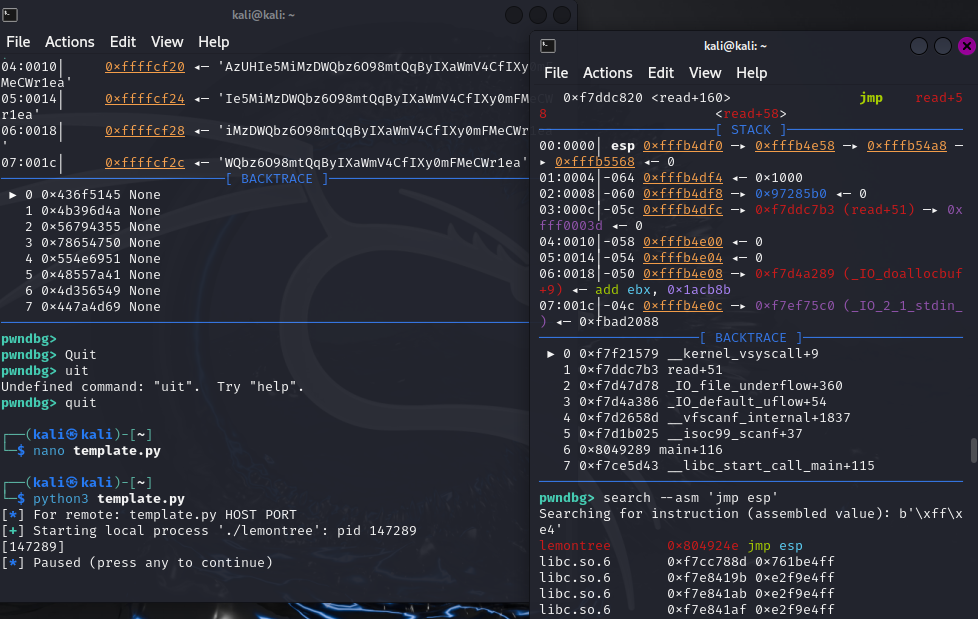 kali@kali: ~
File Actions Edit View Help
04:0010│ 0×ffffcf20 ◂— 'AzUHIe5MiMzDWQbz6O98mtQqByIXaWmV4CfIXy
MeCWr1ea'
05:0014│ 0×ffffcf24 ◂— 'Ie5MiMzDWQbz6O98mtQqByIXaWmV4CfIXy0mFMeCW
r1ea'
06:0018│ 0×ffffcf28 ◂— 'iMzDWQbz6O98mtQqByIXaWmV4CfIXy0mFMeCWr
'
07:001c│ 0×ffffcf2c ◂— 'WQbz6O98mtQqByIXaWmV4CfIXy0mFMeCWr1ea'
[ BACKTRACE ]
► 0 0×436f5145 None
1 0×4b396d4a None
2 0×56794355 None
3 0×78654750 None
4 0×554e6951 None
5 0×48557a41 None
6 0×4d356549 None
7 0×447a4d69 None
pwndbg>
pwndbg> Quit
pwndbg> uit
Undefined command: "uit". Try "help".
pwndbg> quit
┌──(kali㉿kali)-[~]
└─$ nano template.py
┌──(kali㉿kali)-[~]
└─$ python3 template.py
[*] For remote: template.py HOST PORT
[+] Starting local process './lemontree': pid 147289
[147289]
[*] Paused (press any to continue)
kali@kali: ~
File Actions Edit View Help
0×f7ddc820 <read+160> jmp read+5
8 <read+58>
[ STACK ]
00:0000│ esp 0×fffb4df0 —▸ 0×fffb4e58 —▸ 0×fffb54a8 —
▸ 0×fffb5568 ◂— 0
01:0004│-064 0×fffb4df4 ◂— 0×1000
02:0008│-060 0×fffb4df8 —▸ 0×97285b0 ◂— 0
03:000c│-05c 0×fffb4dfc —▸ 0×f7ddc7b3 (read+51) —▸ 0×
fff0003d ◂— 0
04:0010│-058 0×fffb4e00 ◂— 0
05:0014│-054 0×fffb4e04 ◂— 0
06:0018│-050 0×fffb4e08 —▸ 0×f7d4a289 (_IO_doallocbuf
+9) ◂— add ebx, 0×1acb8b
07:001c│-04c 0×fffb4e0c —▸ 0×f7ef75c0 (_IO_2_1_stdin_
) ◂— 0×fbad2088
[ BACKTRACE ]
► 0 0×f7f21579 __kernel_vsyscall+9
1 0×f7ddc7b3 read+51
2 0×f7d47d78 _IO_file_underflow+360
3 0×f7d4a386 _IO_default_uflow+54
4 0×f7d2658d __vfscanf_internal+1837
5 0×f7d1b025 __isoc99_scanf+37
6 0×8049289 main+116
7 0×f7ce5d43 __libc_start_call_main+115
pwndbg> search --asm 'jmp esp'
Searching for instruction (assembled value): b'\xff\x
e4'
lemontree 0×804924e jmp esp
libc.so.6 0×f7cc788d 0×761be4ff
libc.so.6 0×f7e8419b 0×e2f9e4ff
libc.so.6 0×f7e841ab 0×e2f9e4ff
libc.so.6 0×f7e841af 0×e2f9e4ff